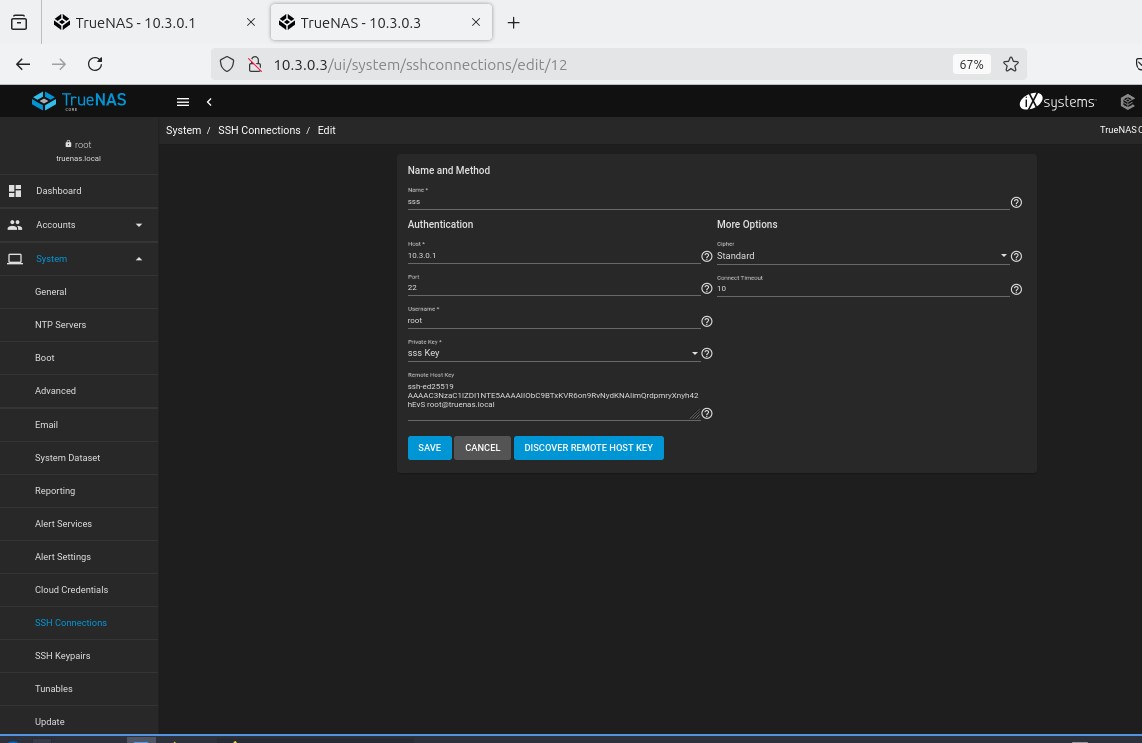 TrueNAS - 10.3.0.1
TrueNAS - 10.3.0.3
10.3.0.3/ui/system/sshconnections/edit/12
67%
TrueNAS
CORE
iXsystems
System / SSH Connections / Edit
TrueNAS C
root
truenas.local
Dashboard
Accounts
System
General
NTP Servers
Boot
Advanced
Email
System Dataset
Reporting
Alert Services
Alert Settings
Cloud Credentials
SSH Connections
SSH Keypairs
Tunables
Update
Name and Method
Name *
sss
Authentication
Host *
10.3.0.1
Port
22
Username *
root
Private Key *
sss Key
Remote Host Key
ssh-ed25519
hEvS root@truenas.local
More Options
Cipher
Standard
Connect Timeout
10
SAVE
CANCEL
DISCOVER REMOTE HOST KEY